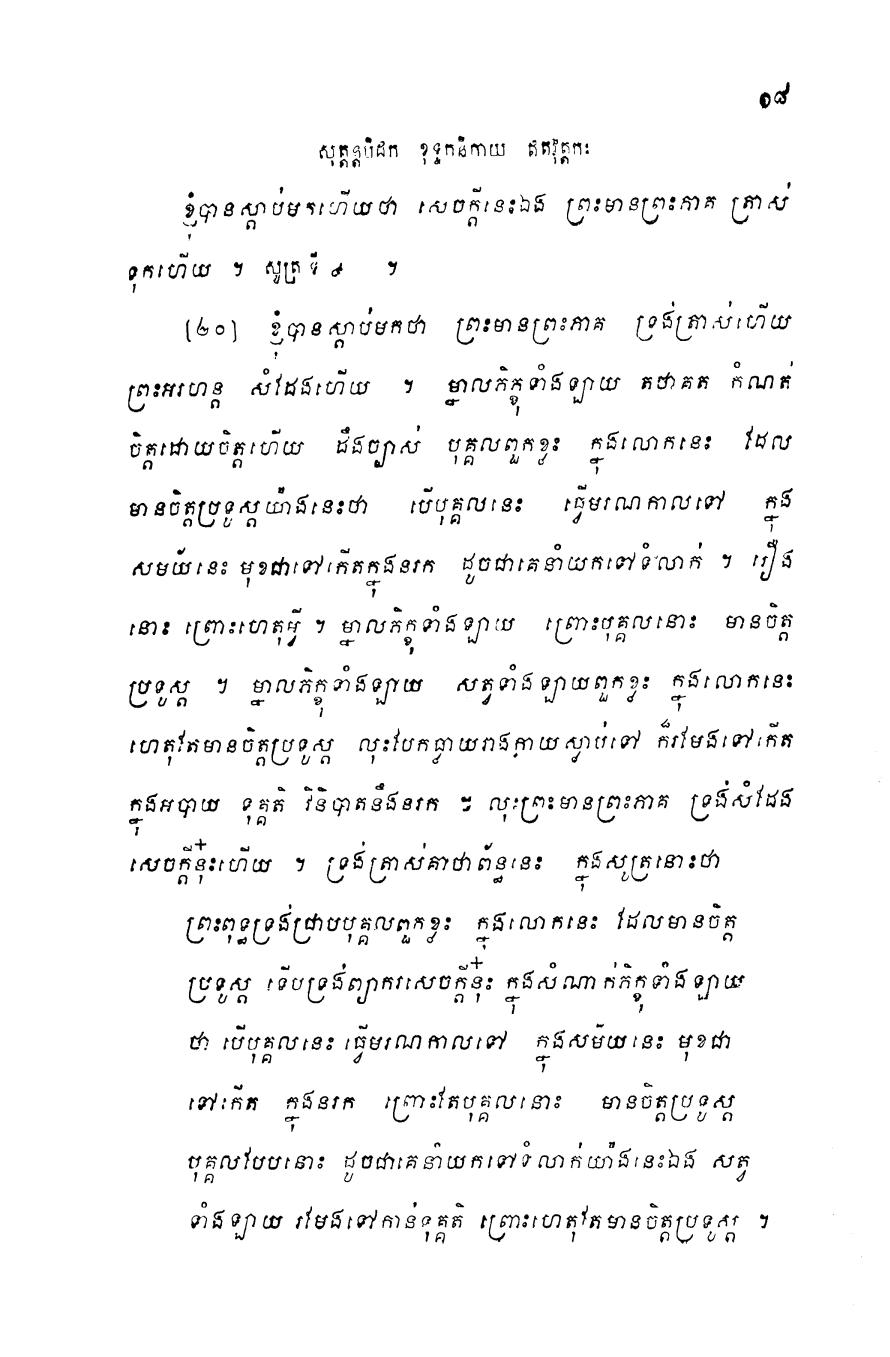 ១៨
សុត្តន្តបិដក ខុទ្ទកនិកាយ ឥតិវុត្តកៈ
ខ្ញុំបានស្តាប់មកហើយថា សេចក្តីនេះឯង ព្រះមានព្រះភាគ ត្រាស់
ទុកហើយ ។ សូត្រ ទី ៩ ។
[២០] ខ្ញុំបានស្តាប់មកថា ព្រះមានព្រះភាគ ទ្រង់ត្រាស់ហើយ
ព្រះអរហន្ត សំដែងហើយ ។ ម្នាលភិក្ខុទាំងឡាយ តថាគត កំណត់
ចិត្តដោយចិត្តហើយ ដឹងច្បាស់ បុគ្គលពួកខ្លះ ក្នុងលោកនេះ ដែល
មានចិត្តប្រទូស្តយ៉ាងនេះថា បើបុគ្គលនេះ ធ្វើមរណកាលទៅ ក្នុង
សមយ័នេះ មុខជាទៅកើតក្នុងនរក ដូចជាគេនាំយកទៅទំលាក់ ។ រឿង
នោះ ព្រោះហេតុអ្វី ។ ម្នាលភិក្ខុទាំងឡាយ ព្រោះបុគ្គលនោះ មានចិត្ត
ប្រទូស្ត ។ ម្នាលភិក្ខុទាំងឡាយ សត្វទាំងឡាយពួកខ្លះ ក្នុងលោកនេះ
ហេតុតែមានចិត្តប្រទូស្ត លុះបែកធ្លាយរាងកាយស្លាប់ទៅ ក៏រមែងទៅកើត
ក្នុងអបាយ ទុគ្គតិ វិនិបាតនឹងនរក ។ លុះព្រះមានព្រះភាគ ទ្រង់សំដែង
សេចក្តីនុ៎ះហើយ ។ ទ្រង់ត្រាស់គាថាព័ន្ធនេះ ក្នុងសូត្រនោះថា
ព្រះពុទ្ធទ្រង់ជ្រាបបុគ្គលពួកខ្លះ ក្នុងលោកនេះ ដែលមានចិត្ត
ប្រទូស្ត ទើបទ្រង់ព្យាករសេចក្តីនុ៎ះ ក្នុងសំណាក់ភិក្ខុទាំងឡាយ
ថា បើបុគ្គលនេះ ធ្វើមរណកាលទៅ ក្នុងសម័យនេះ មុខជា
ទៅកើត ក្នុងនរក ព្រោះតែបុគ្គលនោះ មានចិត្តប្រទូស្ត
បុគ្គលបែបនោះ ដូចជាគេនាំយកទៅទំលាក់យ៉ាងនេះឯង សត្វ
ទាំងឡាយ រមែងទៅកាន់ទុគ្គតិ ព្រោះហេតុតែមានចិត្តប្រទូស្ត ។